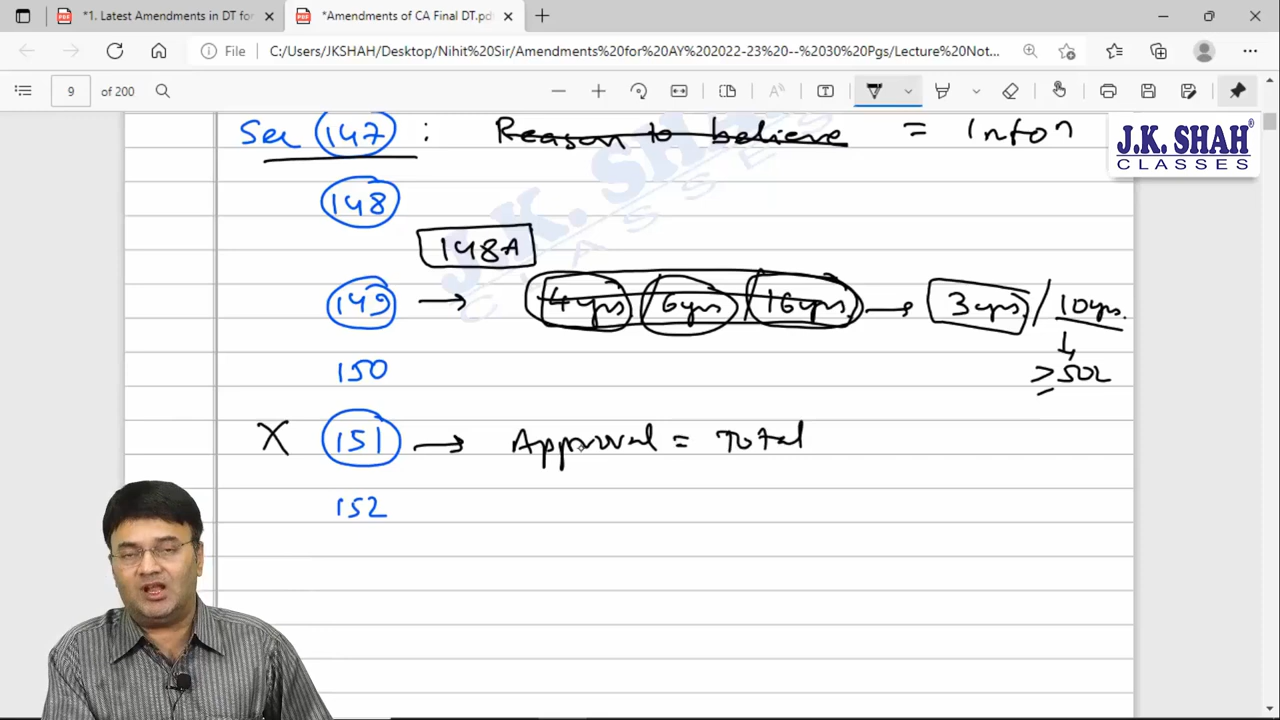 *1. Latest Amendments in DT for
*Amendments of CA Final DT.pd
File C:/Users/JKSHAH/Desktop/Nihit%20Sir/Amendments%20for%20AY%202022-23%20--%2030%20Pgs/Lecture%20Not...
9 of 200
Sec 147 : Reason to believe = Infon
J.K. SHAH®
CLASSES
148
148A
149 → 4yrs 6yrs 16yrs → 3yrs / 10yrs.
↓
≥50L
150
X 151 → Approval = Total
152